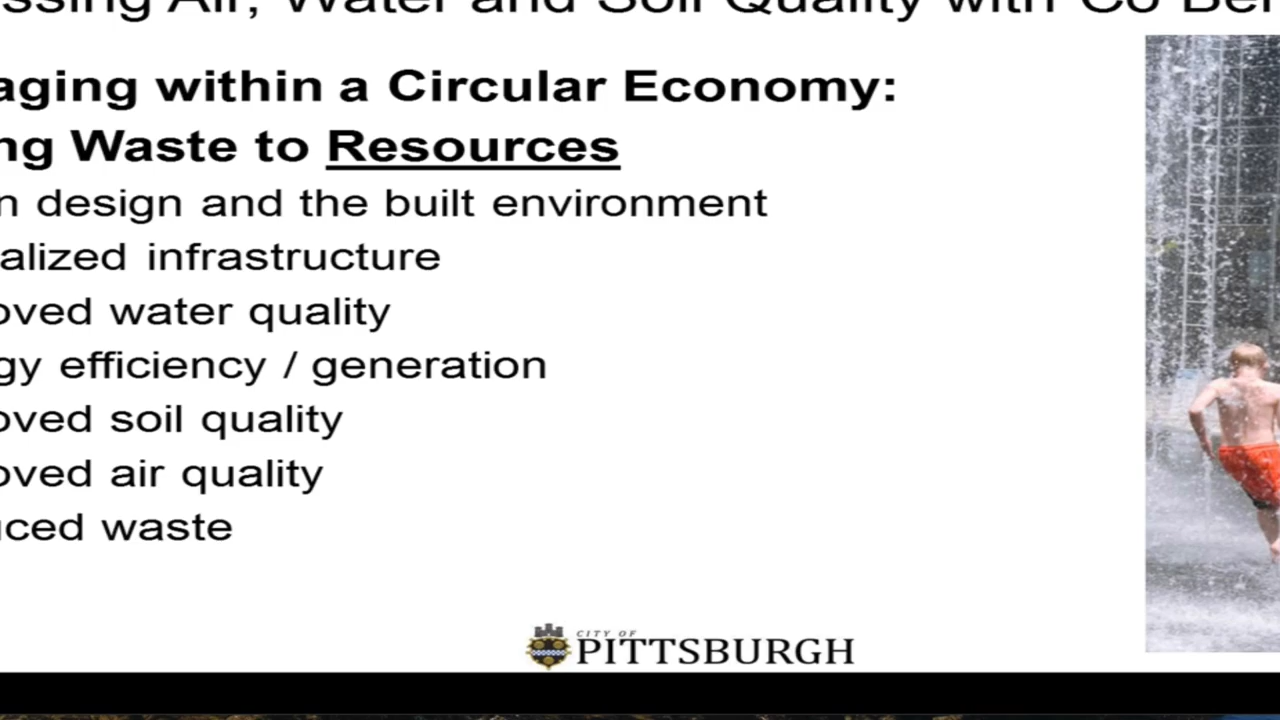 ssing Air, Water and Soil Quality with Co Ber
aging within a Circular Economy:
ng Waste to Resources
n design and the built environment
alized infrastructure
oved water quality
gy efficiency / generation
oved soil quality
oved air quality
uced waste
CITY OF
PITTSBURGH